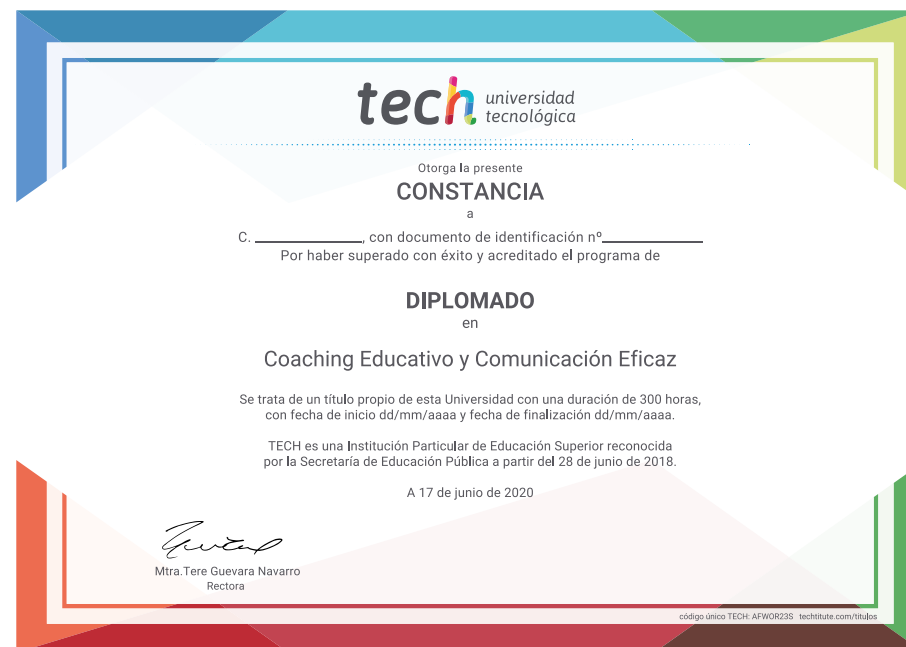 tech universidad
tecnológica
Otorga la presente
CONSTANCIA
a
C. ____________, con documento de identificación nº____________
Por haber superado con éxito y acreditado el programa de
DIPLOMADO
en
Coaching Educativo y Comunicación Eficaz
Se trata de un título propio de esta Universidad con una duración de 300 horas,
con fecha de inicio dd/mm/aaaa y fecha de finalización dd/mm/aaaa.
TECH es una Institución Particular de Educación Superior reconocida
por la Secretaría de Educación Pública a partir del 28 de junio de 2018.
A 17 de junio de 2020
Mtra.Tere Guevara Navarro
Rectora
código único TECH: AFWOR23S techtitute.com/titulos